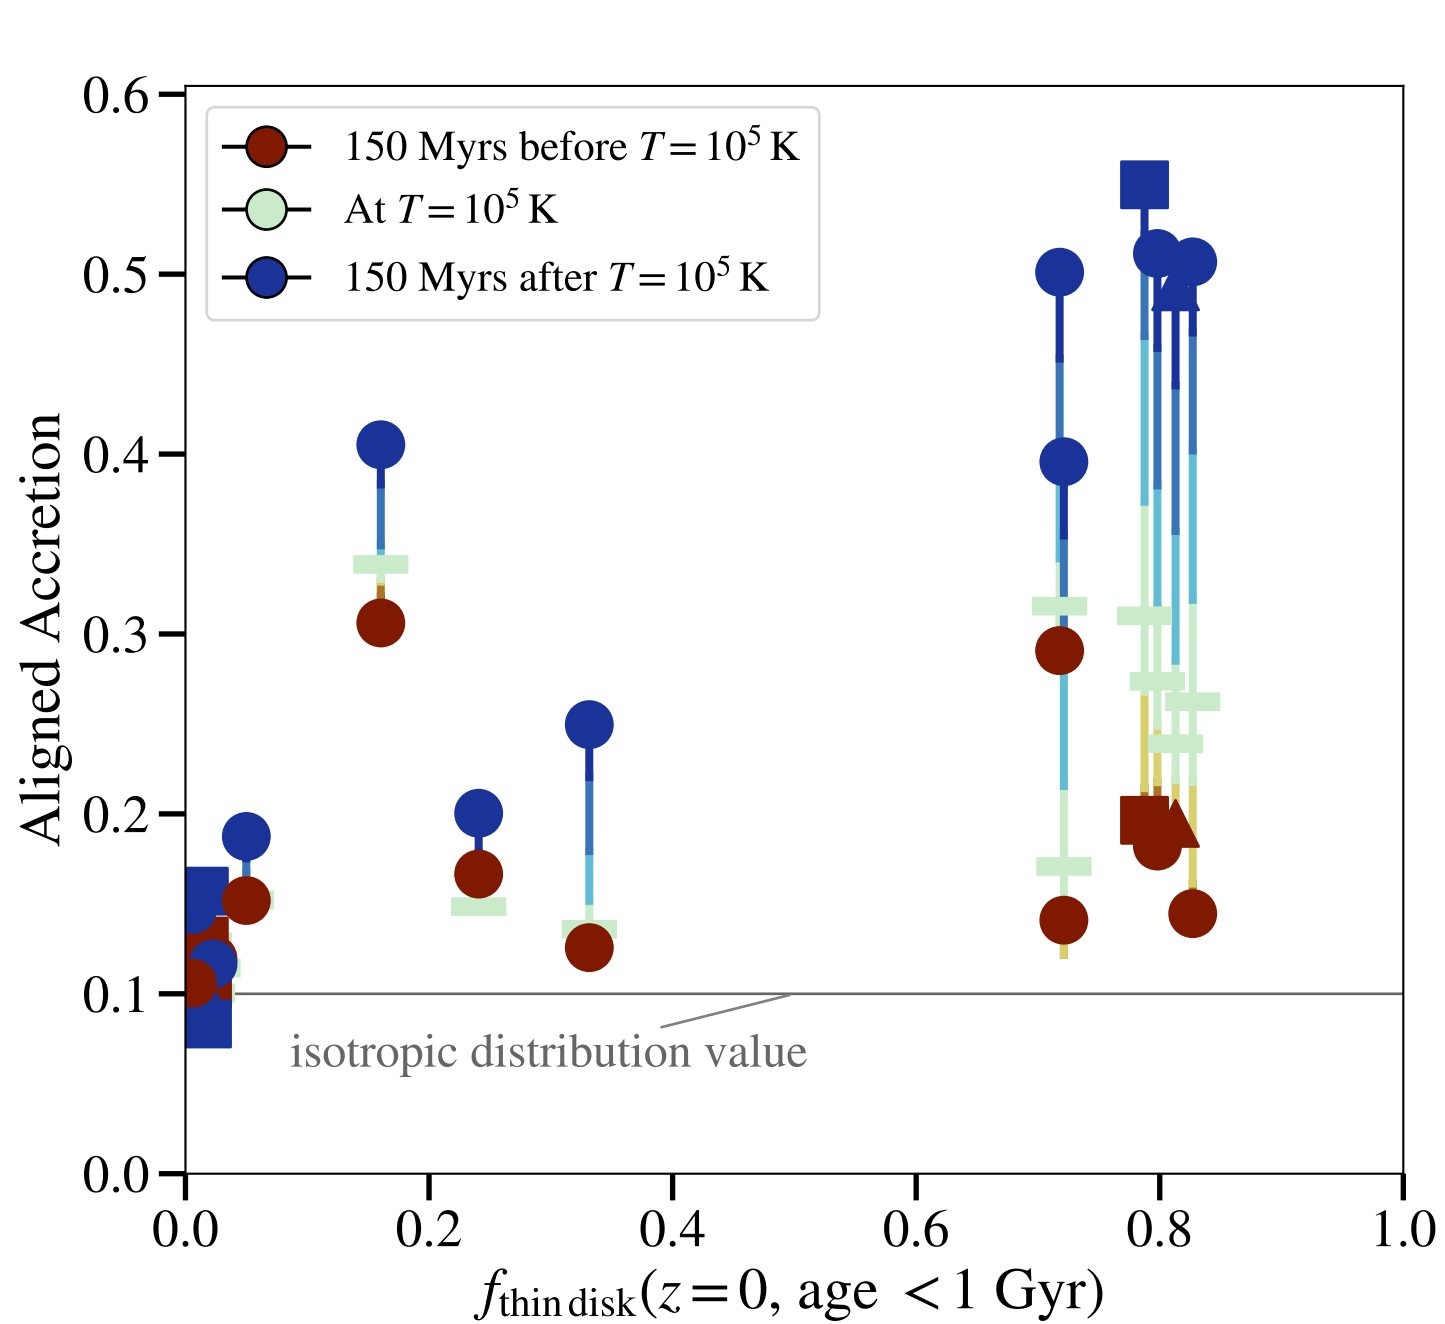 0.6
150 Myrs before T = 10⁵ K
At T = 10⁵ K
150 Myrs after T = 10⁵ K
0.5
0.4
0.3
0.2
0.1
0.0
Aligned Accretion
isotropic distribution value
0.0 0.2 0.4 0.6 0.8 1.0
f_thin disk(z = 0, age < 1 Gyr)